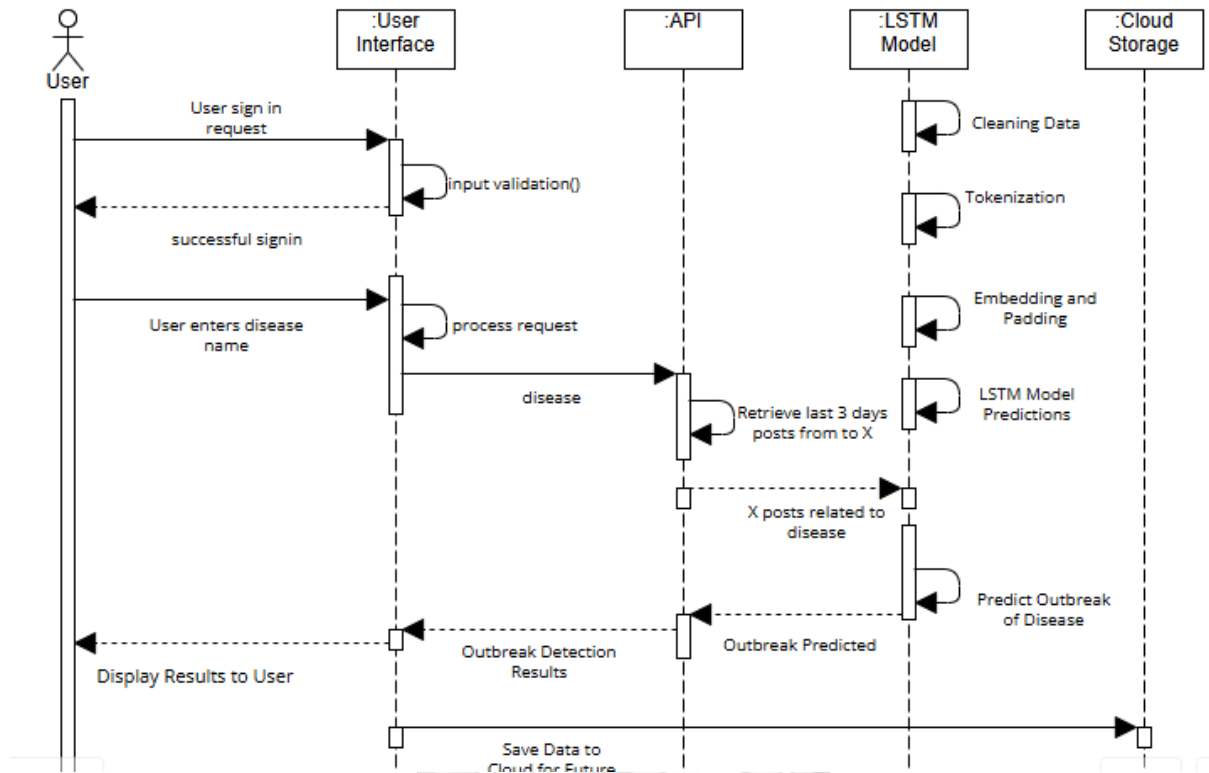 :User
Interface
:API
:LSTM
Model
:Cloud
Storage
User
User sign in
request
Cleaning Data
input validation()
Tokenization
successful signin
User enters disease
name
process request
Embedding and
Padding
disease
LSTM Model
Predictions
Retrieve last 3 days
posts from to X
X posts related to
disease
Predict Outbreak
of Disease
Outbreak Predicted
Outbreak Detection
Results
Display Results to User
Save Data to
Cloud for Future